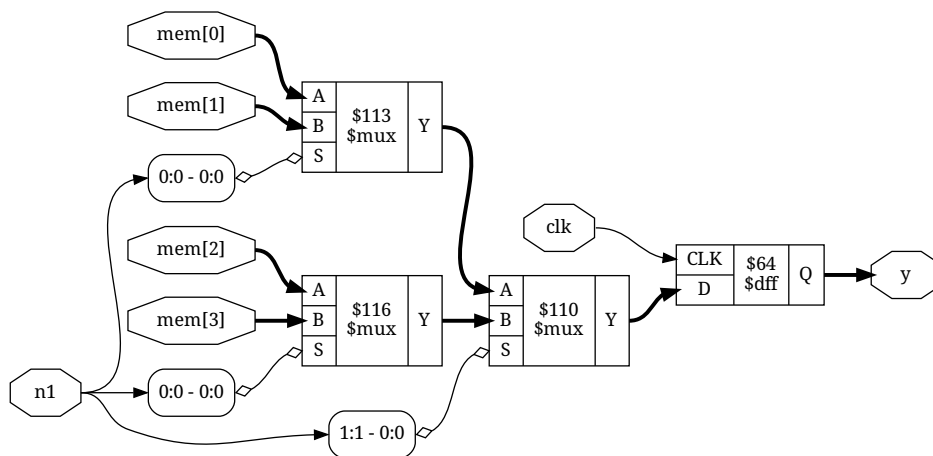 mem[0]
mem[1]
A
B
S
$113
$mux
Y
0:0 - 0:0
mem[2]
mem[3]
A
B
S
$116
$mux
Y
0:0 - 0:0
n1
1:1 - 0:0
A
B
S
$110
$mux
Y
clk
CLK
D
$64
$dff
Q
y